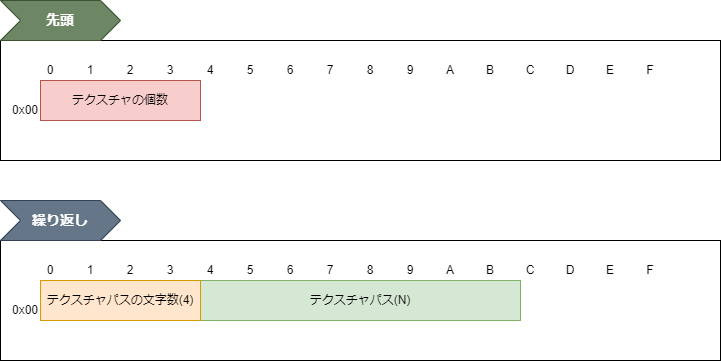 先頭
0 1 2 3 4 5 6 7 8 9 A B C D E F
0x00 テクスチャの個数
繰り返し
0 1 2 3 4 5 6 7 8 9 A B C D E F
0x00 テクスチャパスの文字数(4) テクスチャパス(N)